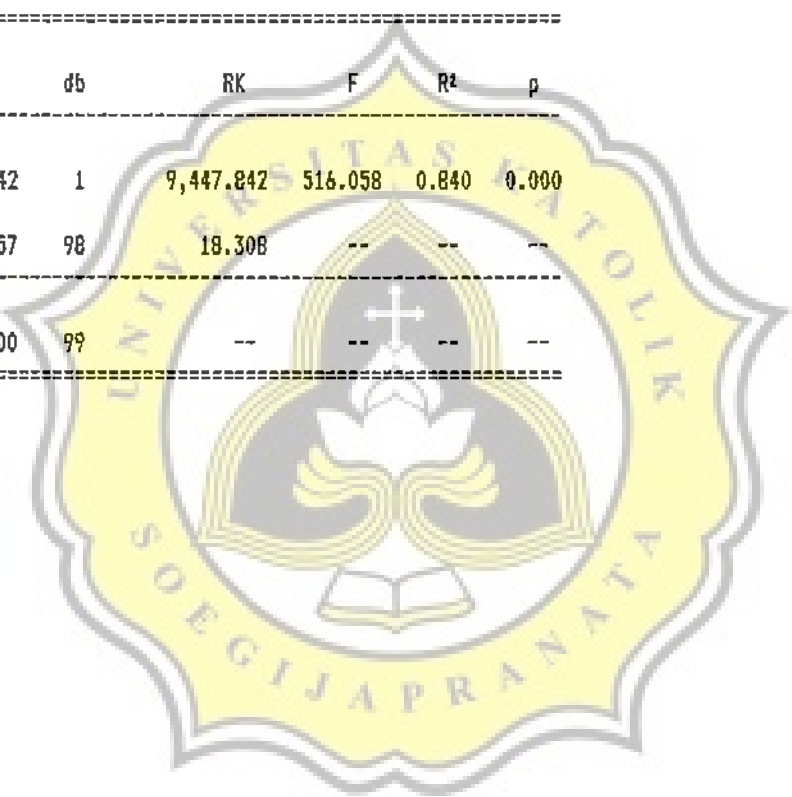 db RK F R² p
42 1 9,447.842 516.058 0.840 0.000
67 98 18.308 -- -- --
00 99 -- -- -- --
UNIVERSITAS KATOLIK
SOEGIJAPRANATA